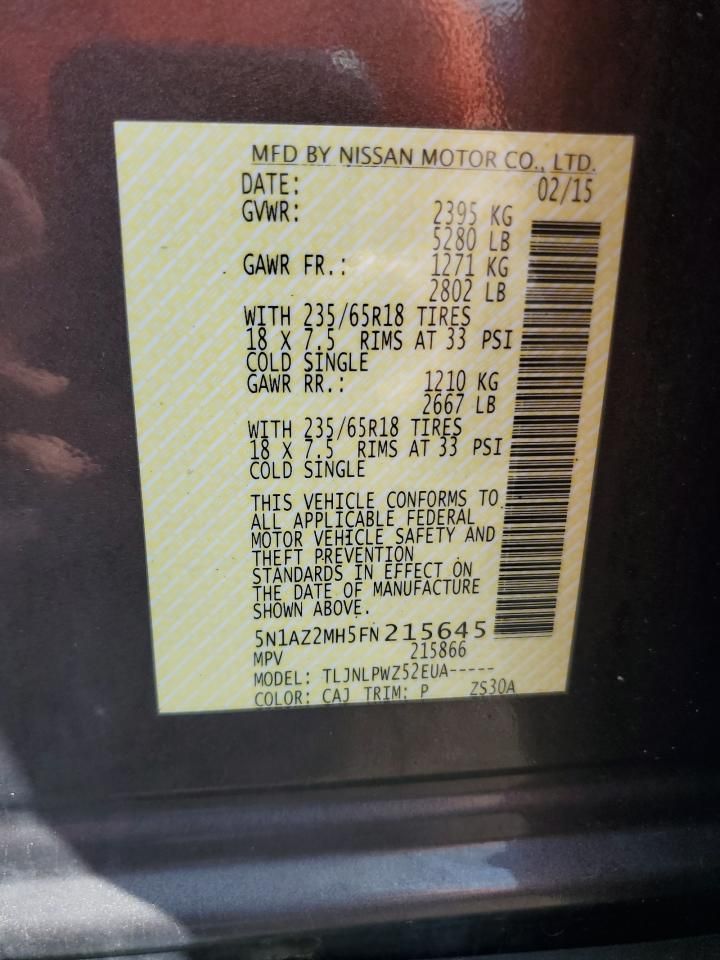 MFD BY NISSAN MOTOR CO., LTD.
DATE: 02/15
GVWR: 2395 KG
5280 LB
GAWR FR.: 1271 KG
2802 LB
WITH 235/65R18 TIRES
18 X 7.5 RIMS AT 33 PSI
COLD SINGLE
GAWR RR.: 1210 KG
2667 LB
WITH 235/65R18 TIRES
18 X 7.5 RIMS AT 33 PSI
COLD SINGLE
THIS VEHICLE CONFORMS TO
ALL APPLICABLE FEDERAL
MOTOR VEHICLE SAFETY AND
THEFT PREVENTION
STANDARDS IN EFFECT ON
THE DATE OF MANUFACTURE
SHOWN ABOVE.
5N1AZ2MH5FN215645
MPV 215866
MODEL: TLJNLPWZ52EUA-----
COLOR: CAJ TRIM: P ZS30A